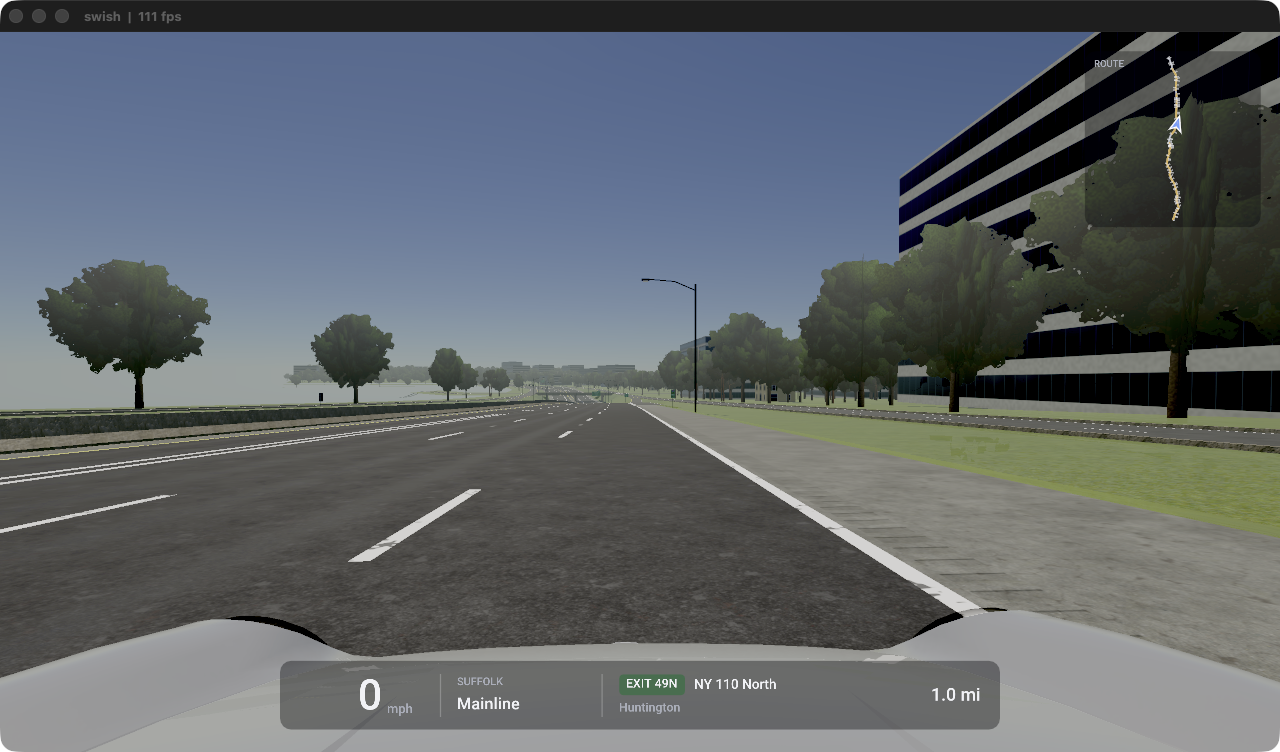 swish | 111 fps
ROUTE
0 mph
SUFFOLK
Mainline
EXIT 49N NY 110 North
Huntington
1.0 mi